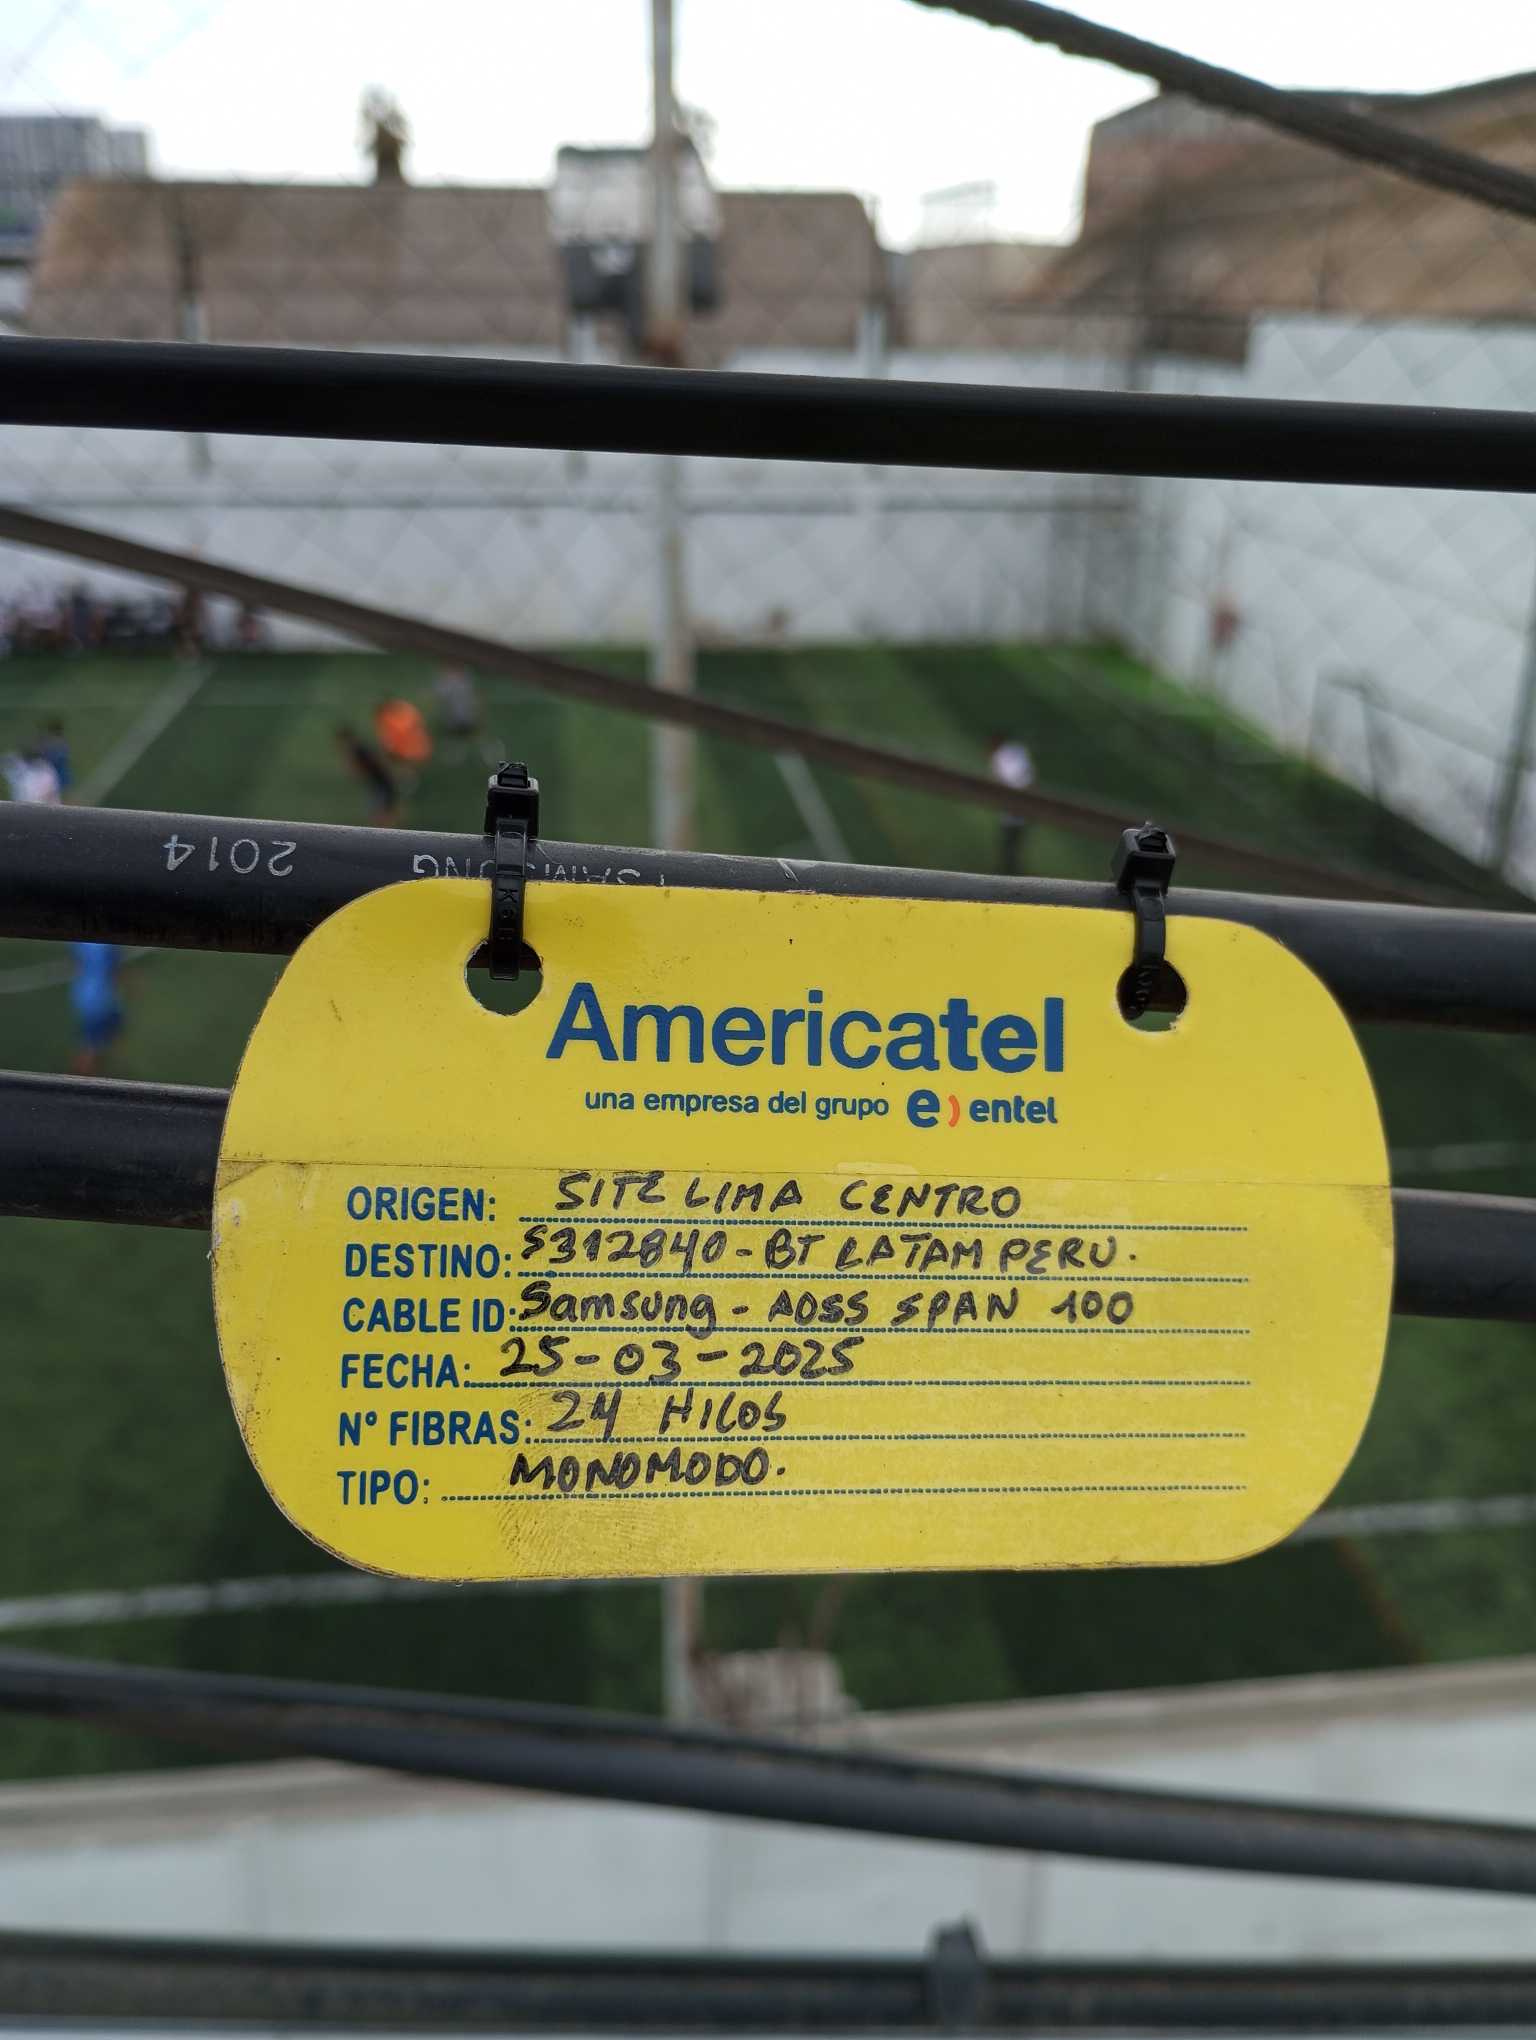 2014 SAMSUNG
Americatel
una empresa del grupo e) entel
ORIGEN: SITE LIMA CENTRO
DESTINO: S312840 - BT LATAM PERU.
CABLE ID: Samsung - ADSS SPAN 100
FECHA: 25-03-2025
N° FIBRAS: 24 HILOS
TIPO: MONOMODO.